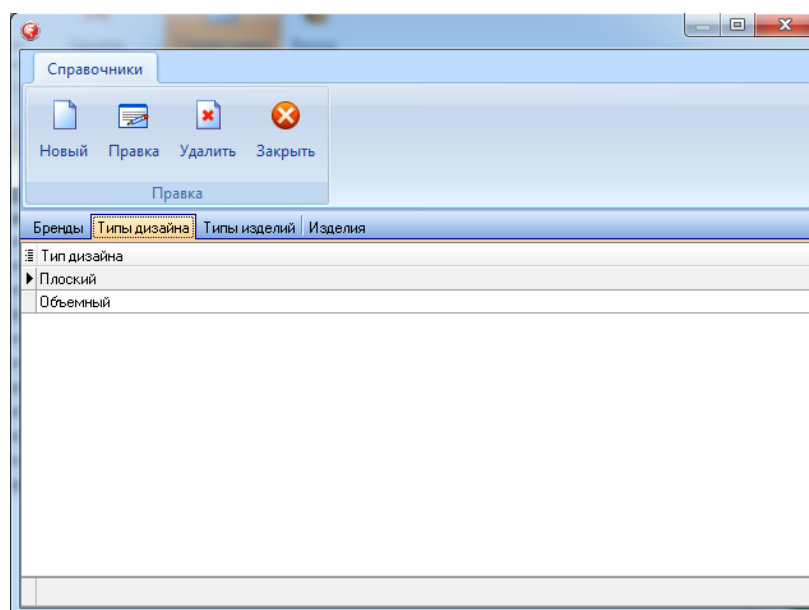 Справочники
Новый Правка Удалить Закрыть
Правка
Бренды Типы дизайна Типы изделий Изделия
Тип дизайна
Плоский
Объемный